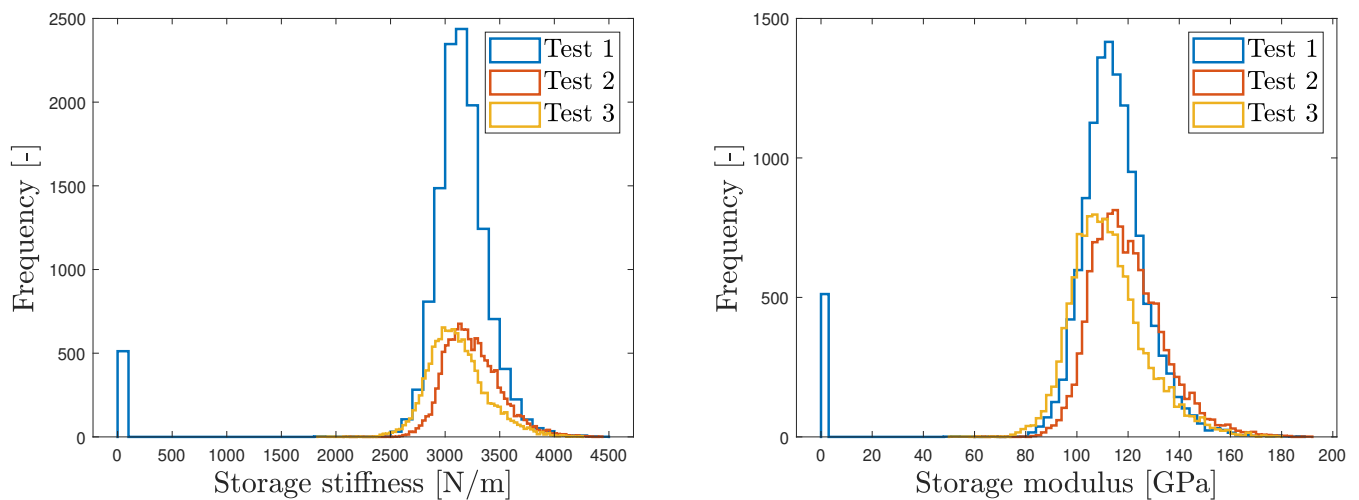 2500
2000
1500
1000
500
0
Frequency [-]
0 500 1000 1500 2000 2500 3000 3500 4000 4500
Storage stiffness [N/m]
Test 1
Test 2
Test 3
1500
1000
500
0
Frequency [-]
0 20 40 60 80 100 120 140 160 180 200
Storage modulus [GPa]
Test 1
Test 2
Test 3